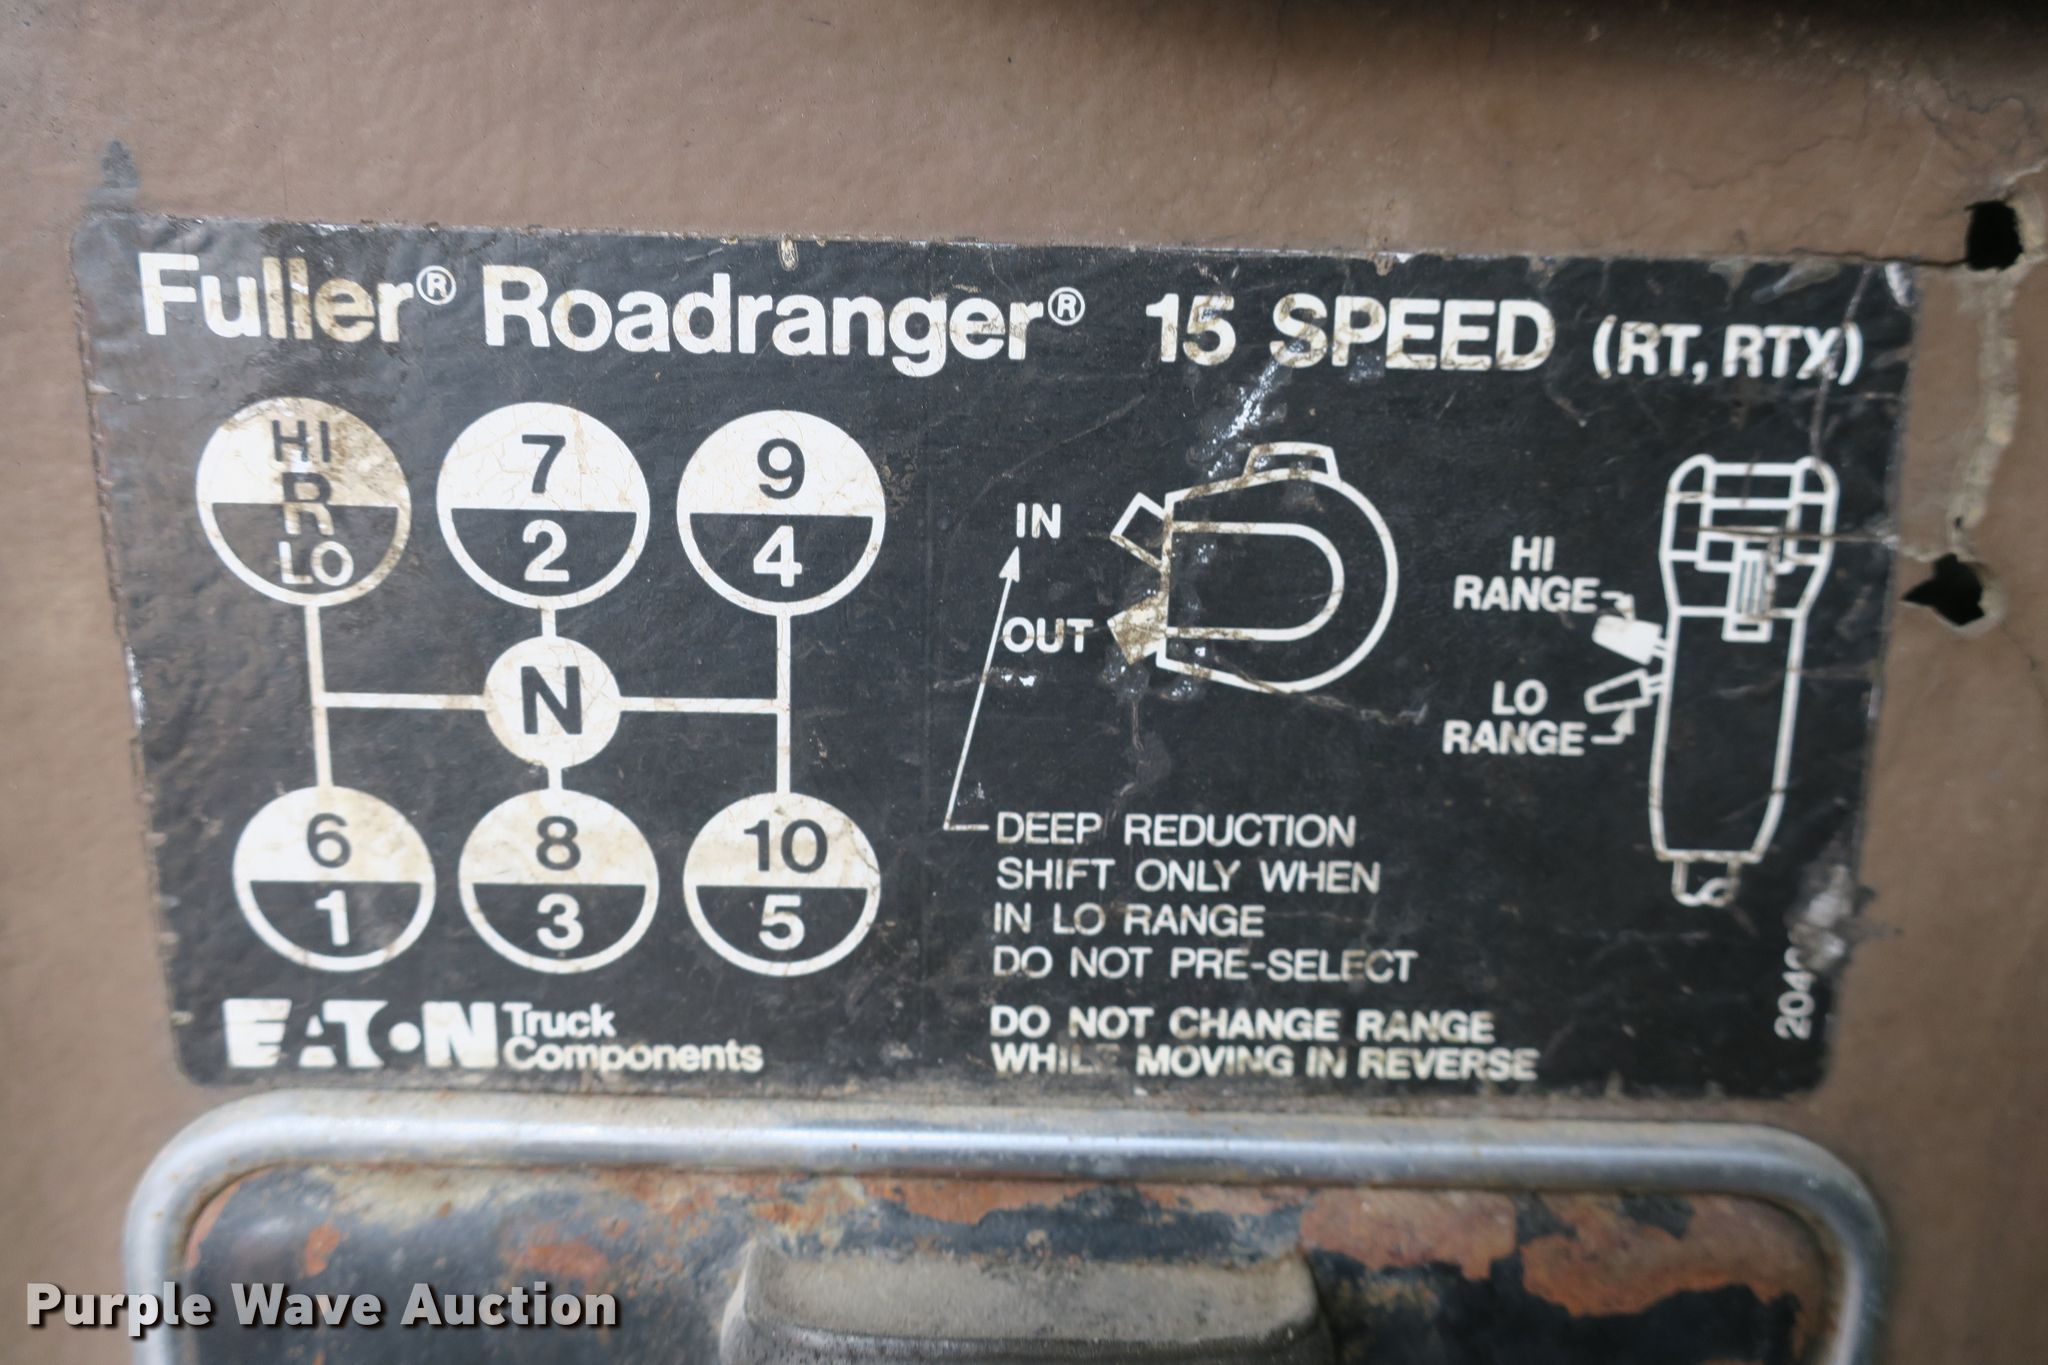 Fuller® Roadranger® 15 SPEED (RT, RTX)
HI
R
LO
7
2
9
4
N
6
1
8
3
10
5
IN
OUT
HI
RANGE
LO
RANGE
DEEP REDUCTION
SHIFT ONLY WHEN
IN LO RANGE
DO NOT PRE-SELECT
DO NOT CHANGE RANGE
WHILE MOVING IN REVERSE
EATON Truck
Components
Purple Wave Auction